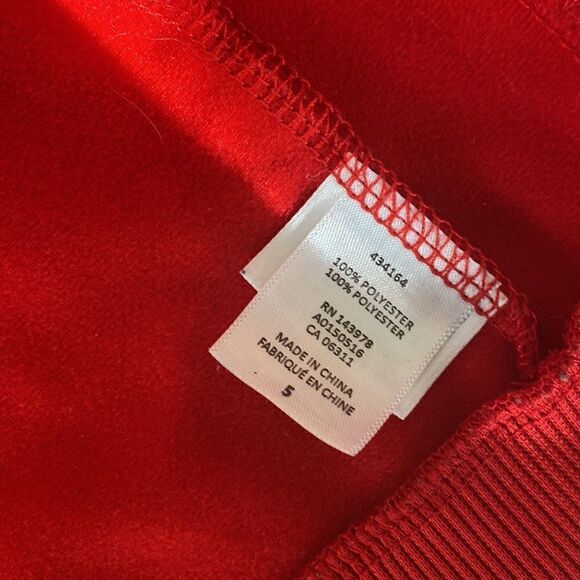 434164
100% POLYESTER
100% POLYESTER
RN 143978
A0150516
CA 06311
MADE IN CHINA
FABRIQUÉ EN CHINE
5